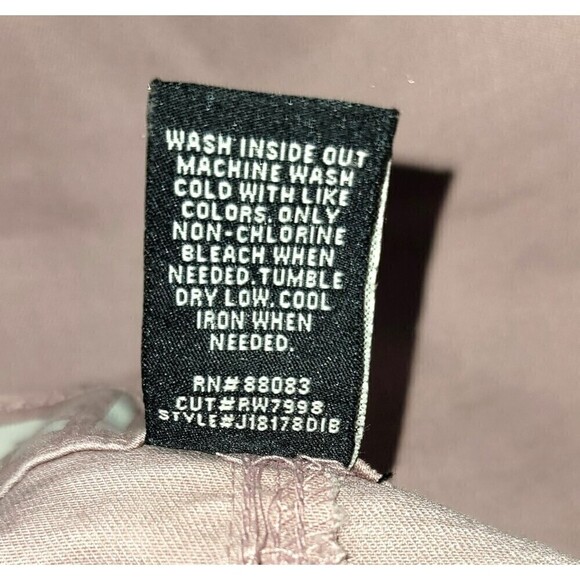 WASH INSIDE OUT
MACHINE WASH
COLD WITH LIKE
COLORS. ONLY
NON-CHLORINE
BLEACH WHEN
NEEDED. TUMBLE
DRY LOW. COOL
IRON WHEN
NEEDED.
RN# 88083
CUT#RW7998
STYLE#J18178DIB